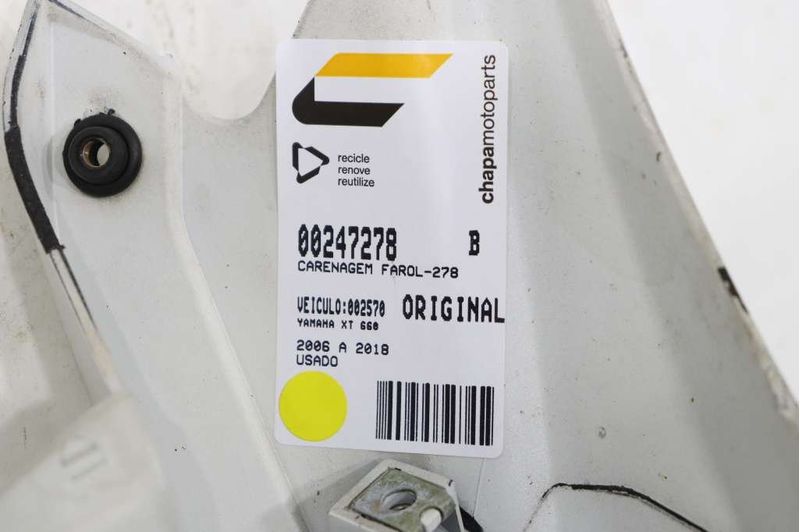 chapamotoparts
recicle
renove
reutilize
00247278 B
CARENAGEM FAROL-278
VEICULO:002570 ORIGINAL
YAMAHA XT 660
2006 A 2018
USADO